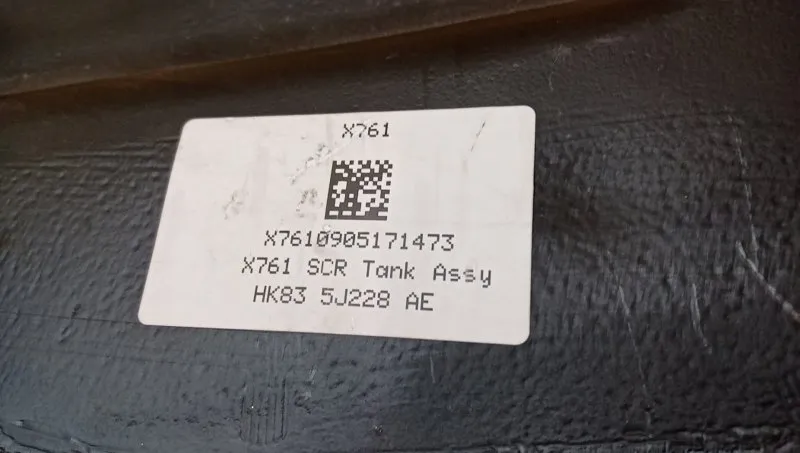 X761
X7610905171473
X761 SCR Tank Assy
HK83 5J228 AE